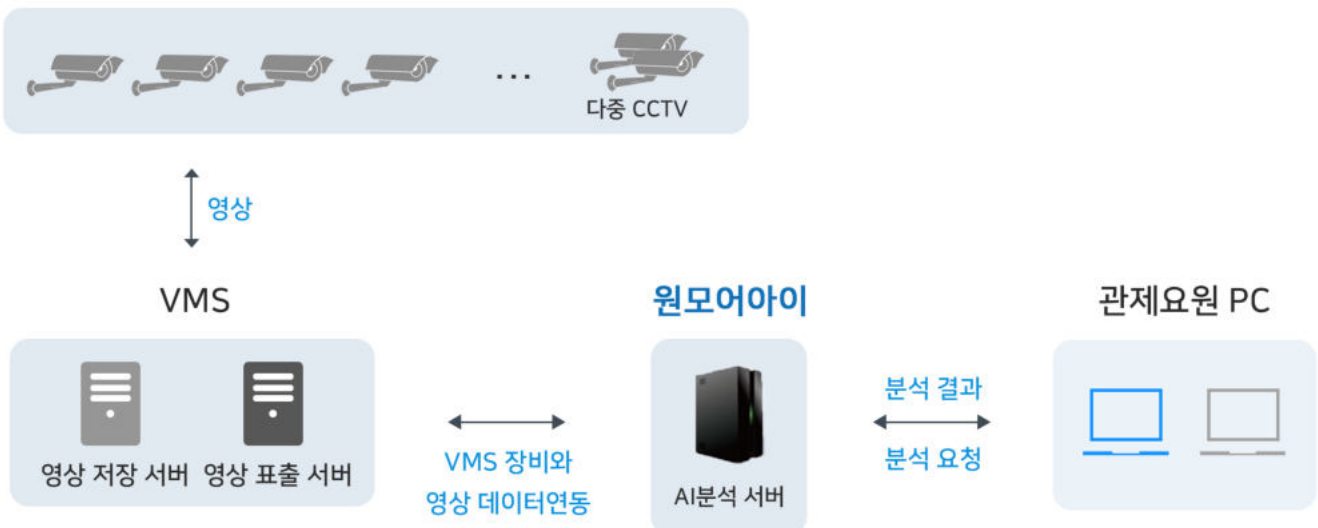 ...
다중 CCTV
영상
VMS
원모어아이
관제요원 PC
영상 저장 서버 영상 표출 서버
VMS 장비와
영상 데이터연동
AI분석 서버
분석 결과
분석 요청